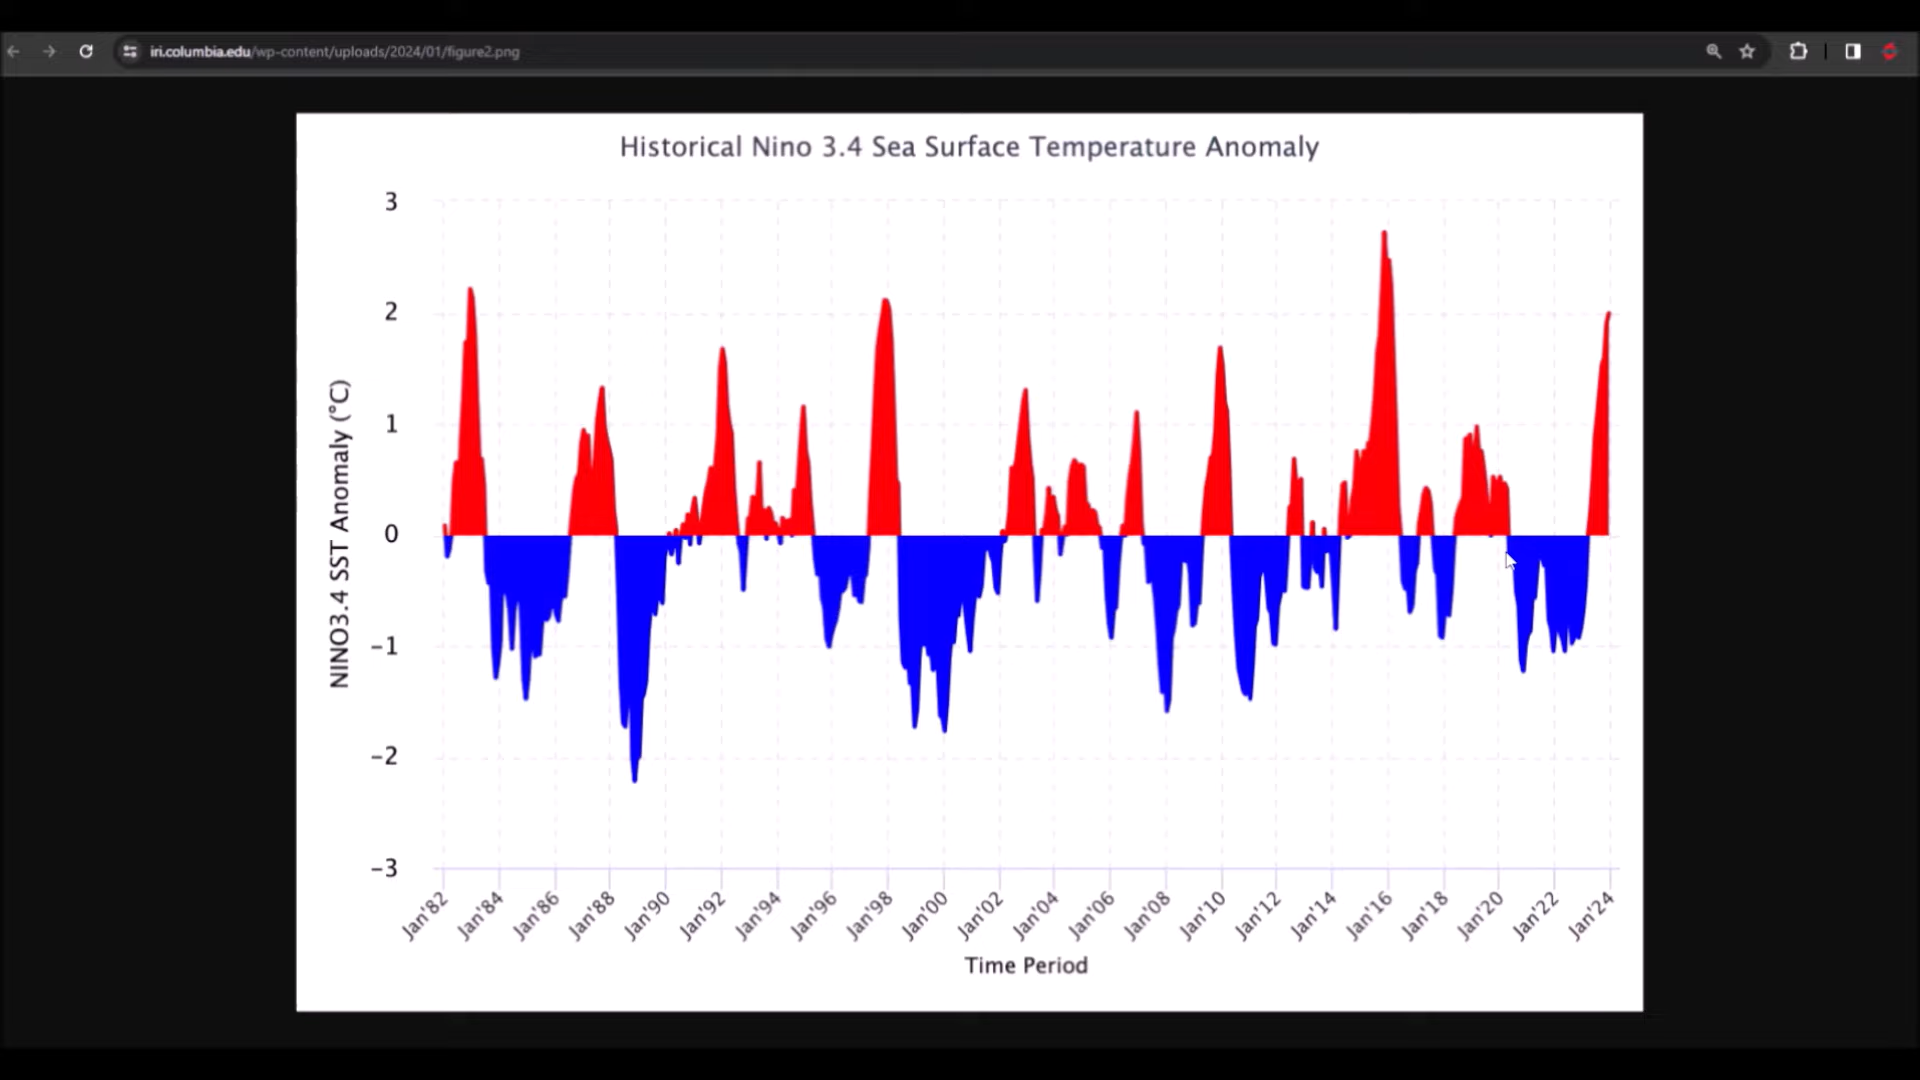 iri.columbia.edu/wp-content/uploads/2024/01/figure2.png
Historical Nino 3.4 Sea Surface Temperature Anomaly
3
2
1
0
−1
−2
−3
NINO3.4 SST Anomaly (°C)
Jan'82 Jan'84 Jan'86 Jan'88 Jan'90 Jan'92 Jan'94 Jan'96 Jan'98 Jan'00 Jan'02 Jan'04 Jan'06 Jan'08 Jan'10 Jan'12 Jan'14 Jan'16 Jan'18 Jan'20 Jan'22 Jan'24
Time Period